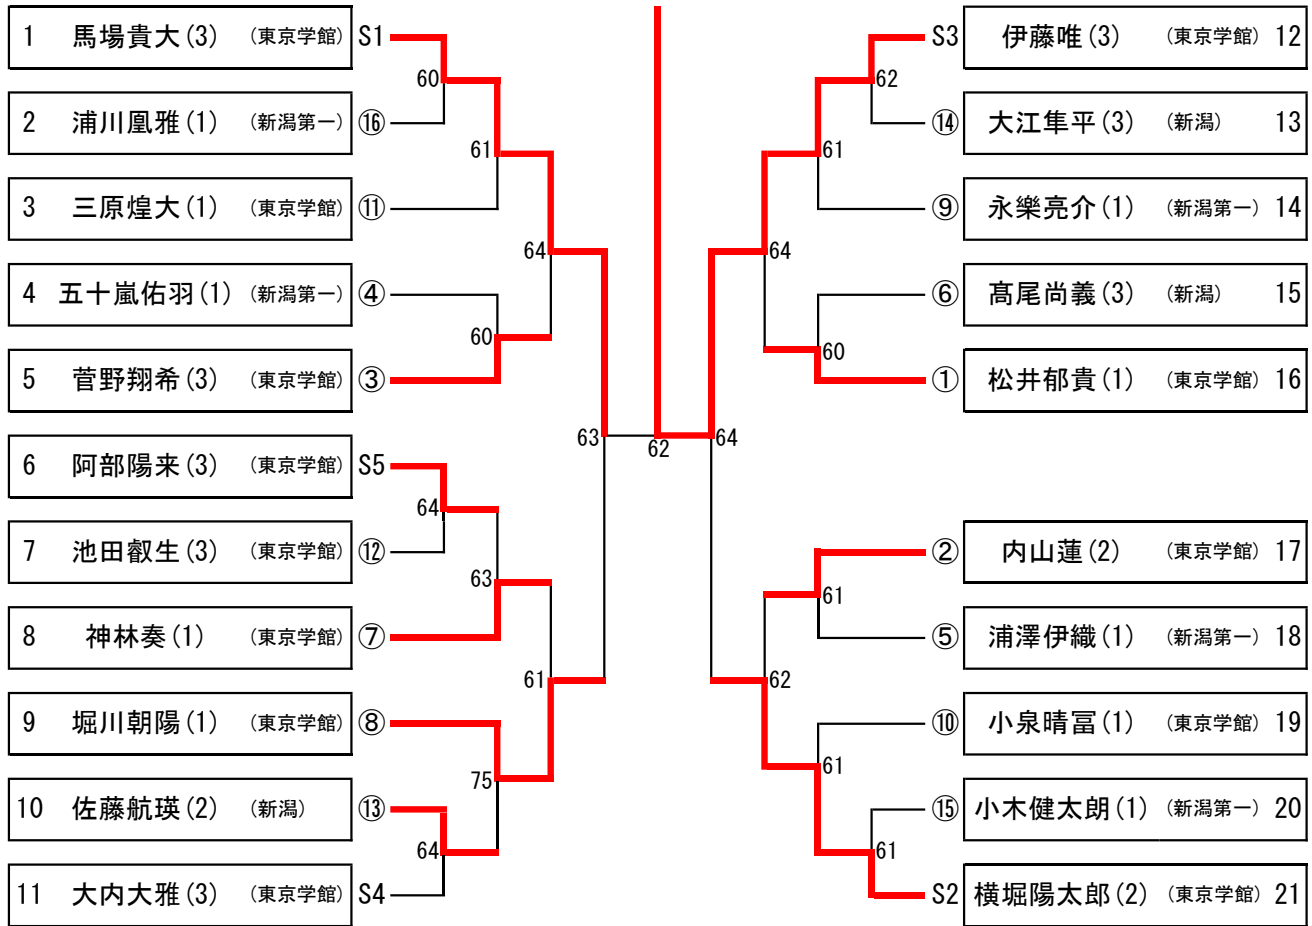 1 馬場貴大(3) (東京学館) S1
2 浦川凰雅(1) (新潟第一) ⑯
3 三原煌大(1) (東京学館) ⑪
4 五十嵐佑羽(1) (新潟第一) ④
5 菅野翔希(3) (東京学館) ③
6 阿部陽来(3) (東京学館) S5
7 池田叡生(3) (東京学館) ⑫
8 神林奏(1) (東京学館) ⑦
9 堀川朝陽(1) (東京学館) ⑧
10 佐藤航瑛(2) (新潟) ⑬
11 大内大雅(3) (東京学館) S4
60
61
64
60
63
64
63
61
75
64
62
S3 伊藤唯(3) (東京学館) 12
⑭ 大江隼平(3) (新潟) 13
⑨ 永樂亮介(1) (新潟第一) 14
⑥ 髙尾尚義(3) (新潟) 15
① 松井郁貴(1) (東京学館) 16
② 内山蓮(2) (東京学館) 17
⑤ 浦澤伊織(1) (新潟第一) 18
⑩ 小泉晴冨(1) (東京学館) 19
⑮ 小木健太朗(1) (新潟第一) 20
S2 横堀陽太郎(2) (東京学館) 21
62
61
64
60
64
61
62
61
61